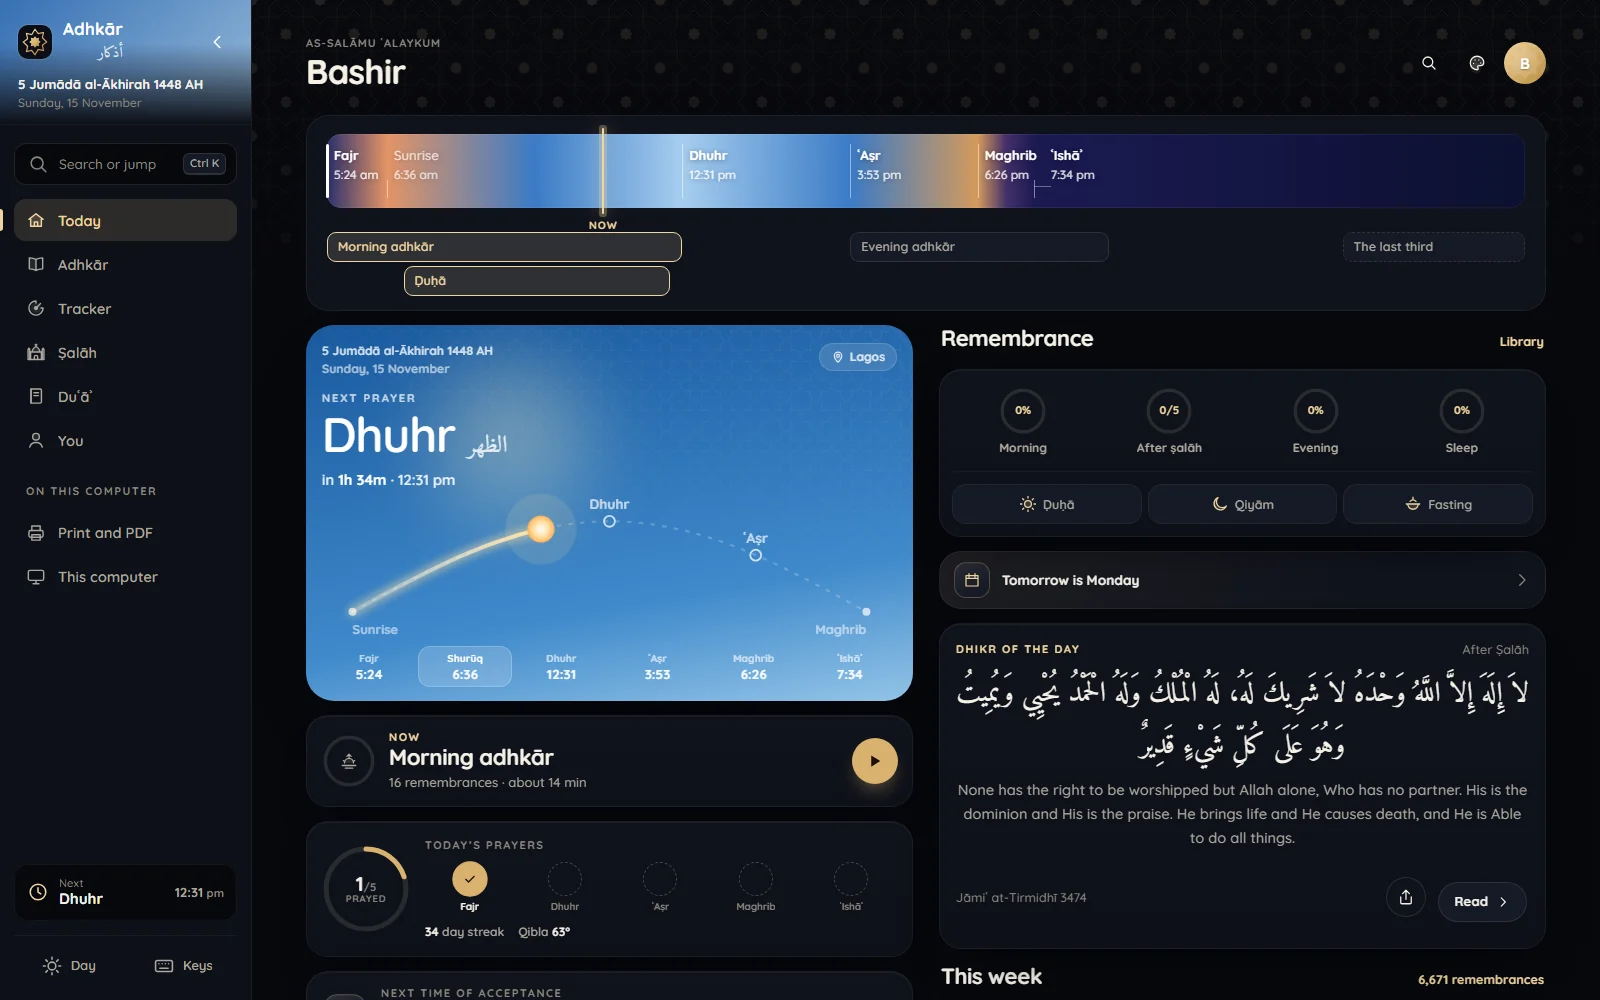 Adhkār
أذكار
5 Jumādā al-Ākhirah 1448 AH
Sunday, 15 November
Search or jump
Ctrl K
Today
Adhkār
Tracker
Ṣalāh
Duʿāʾ
You
ON THIS COMPUTER
Print and PDF
This computer
Next
Dhuhr
12:31 pm
Day
Keys
AS-SALĀMU ʿALAYKUM
Bashir
B
Fajr
5:24 am
Sunrise
6:36 am
Dhuhr
12:31 pm
ʿAṣr
3:53 pm
Maghrib
6:26 pm
ʿIshāʾ
7:34 pm
NOW
Morning adhkār
Evening adhkār
The last third
Ḍuḥā
5 Jumādā al-Ākhirah 1448 AH
Sunday, 15 November
Lagos
NEXT PRAYER
Dhuhr الظهر
in 1h 34m · 12:31 pm
Dhuhr
ʿAṣr
Sunrise
Maghrib
Fajr
5:24
Shurūq
6:36
Dhuhr
12:31
ʿAṣr
3:53
Maghrib
6:26
ʿIshāʾ
7:34
NOW
Morning adhkār
16 remembrances · about 14 min
TODAY'S PRAYERS
1/5
PRAYED
Fajr
Dhuhr
ʿAṣr
Maghrib
ʿIshāʾ
34 day streak Qibla 63°
NEXT TIME OF ACCEPTANCE
Remembrance
Library
0%
Morning
0/5
After ṣalāh
0%
Evening
0%
Sleep
Ḍuḥā
Qiyām
Fasting
Tomorrow is Monday
DHIKR OF THE DAY
After Ṣalāh
لاَ إِلَهَ إِلاَّ اللَّهُ وَحْدَهُ لاَ شَرِيكَ لَهُ، لَهُ الْمُلْكُ وَلَهُ الْحَمْدُ يُحْيِي وَيُمِيتُ
وَهُوَ عَلَى كُلِّ شَيْءٍ قَدِيرٌ
None has the right to be worshipped but Allah alone, Who has no partner. His is the
dominion and His is the praise. He brings life and He causes death, and He is Able
to do all things.
Jāmiʿ at-Tirmidhī 3474
Read
This week
6,671 remembrances